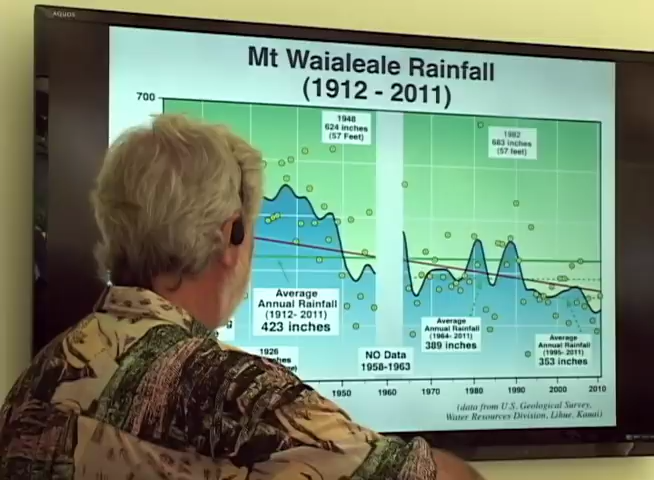 AQUOS
Mt Waialeale Rainfall
(1912 - 2011)
700
1948
624 inches
(57 Feet)
1982
683 inches
(57 feet)
Average
Annual Rainfall
(1912- 2011)
423 inches
Average
Annual Rainfall
(1964- 2011)
389 inches
Average
Annual Rainfall
(1995- 2011)
353 inches
1926
NO Data
1958-1963
1950 1960 1970 1980 1990 2000 2010
(data from U.S. Geological Survey,
Water Resources Division, Lihue, Kauai)